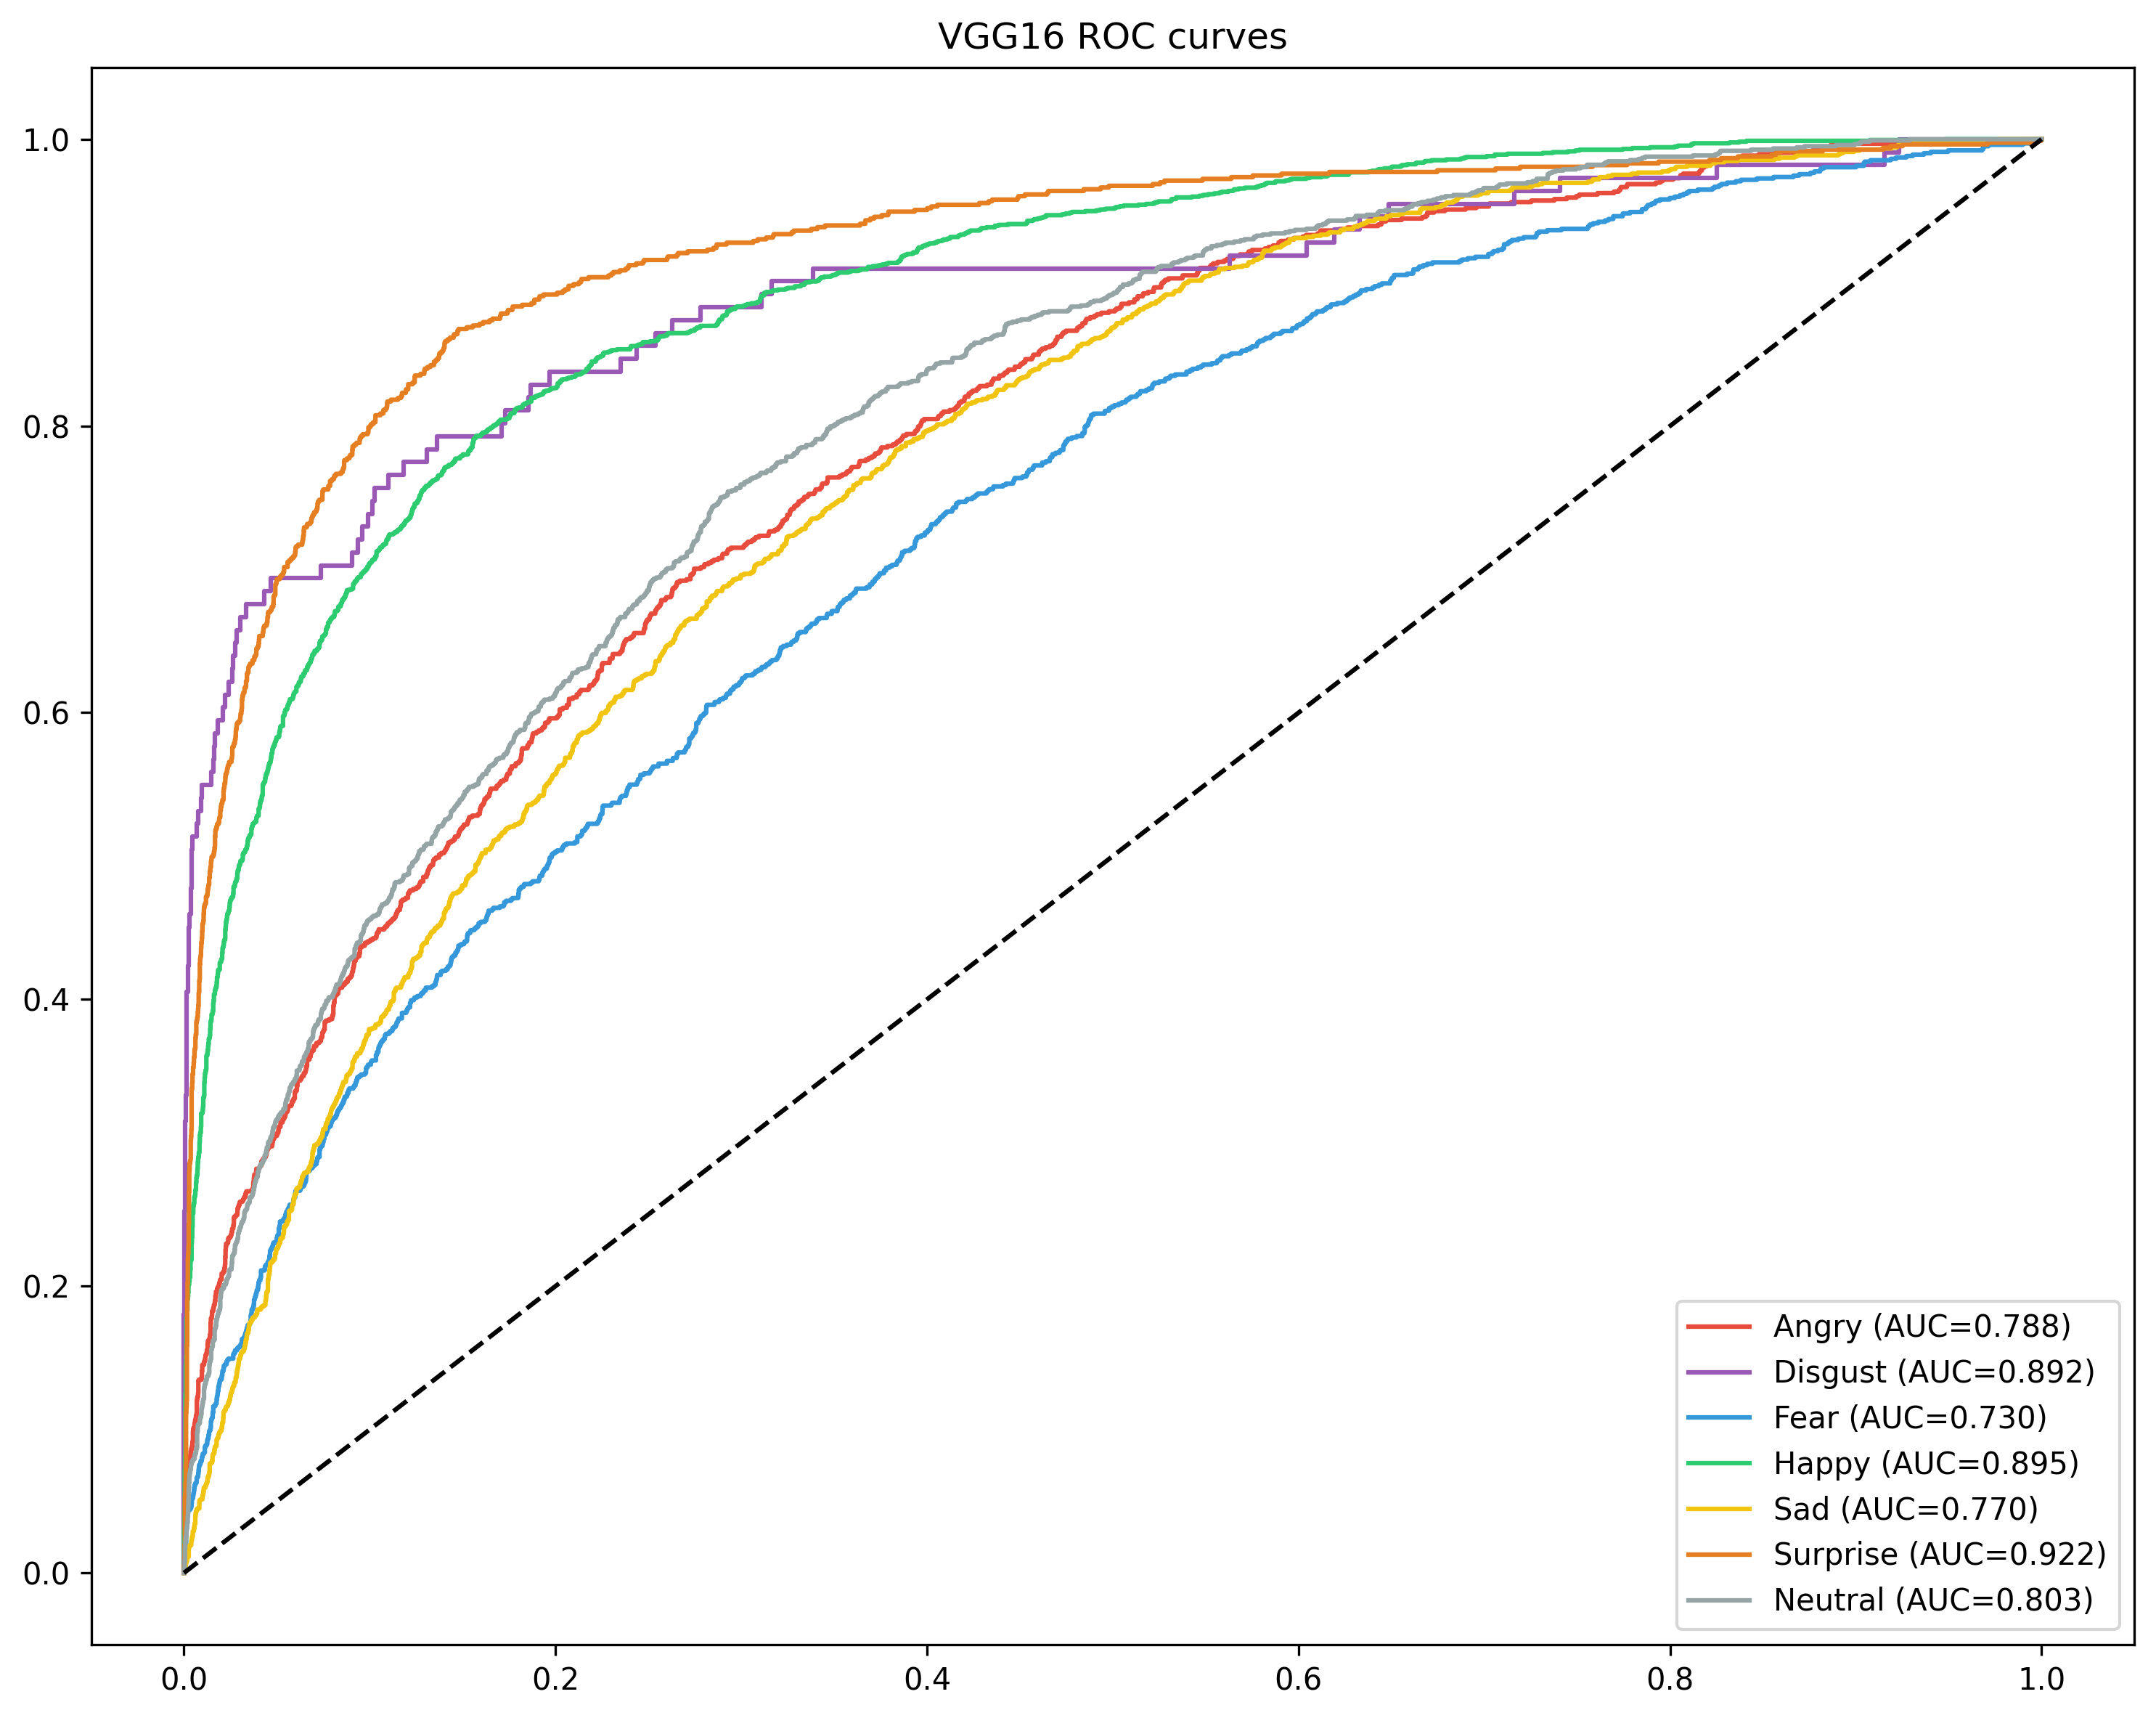 VGG16 ROC curves
1.0
0.8
0.6
0.4
0.2
0.0
0.0 0.2 0.4 0.6 0.8 1.0
Angry (AUC=0.788)
Disgust (AUC=0.892)
Fear (AUC=0.730)
Happy (AUC=0.895)
Sad (AUC=0.770)
Surprise (AUC=0.922)
Neutral (AUC=0.803)